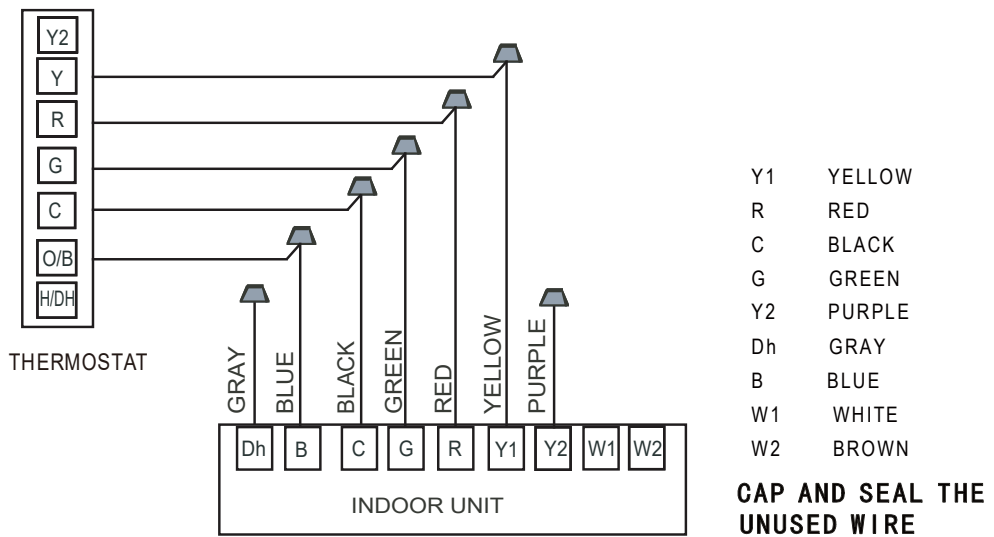 Y2
Y
R
G
C
O/B
H/DH
THERMOSTAT
GRAY
BLUE
BLACK
GREEN
RED
YELLOW
PURPLE
Dh B C G R Y1 Y2 W1 W2
INDOOR UNIT
Y1 YELLOW
R RED
C BLACK
G GREEN
Y2 PURPLE
Dh GRAY
B BLUE
W1 WHITE
W2 BROWN
CAP AND SEAL THE
UNUSED WIRE